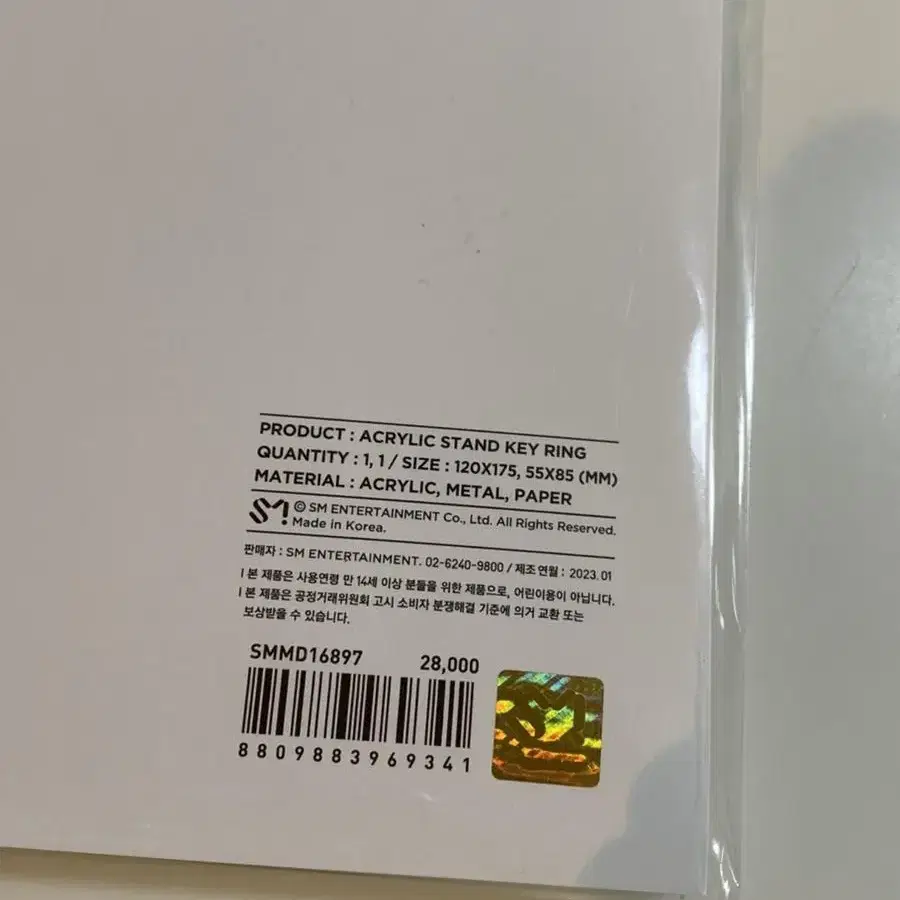 PRODUCT : ACRYLIC STAND KEY RING
QUANTITY : 1, 1 / SIZE : 120X175, 55X85 (MM)
MATERIAL : ACRYLIC, METAL, PAPER
SM! © SM ENTERTAINMENT Co., Ltd. All Rights Reserved.
Made in Korea.
판매자 : SM ENTERTAINMENT. 02-6240-9800 / 제조 연월 : 2023. 01
l 본 제품은 사용연령 만 14세 이상 분들을 위한 제품으로, 어린이용이 아닙니다.
l 본 제품은 공정거래위원회 고시 소비자 분쟁해결 기준에 의거 교환 또는
보상받을 수 있습니다.
SMMD16897 28,000
8809883969341
SM